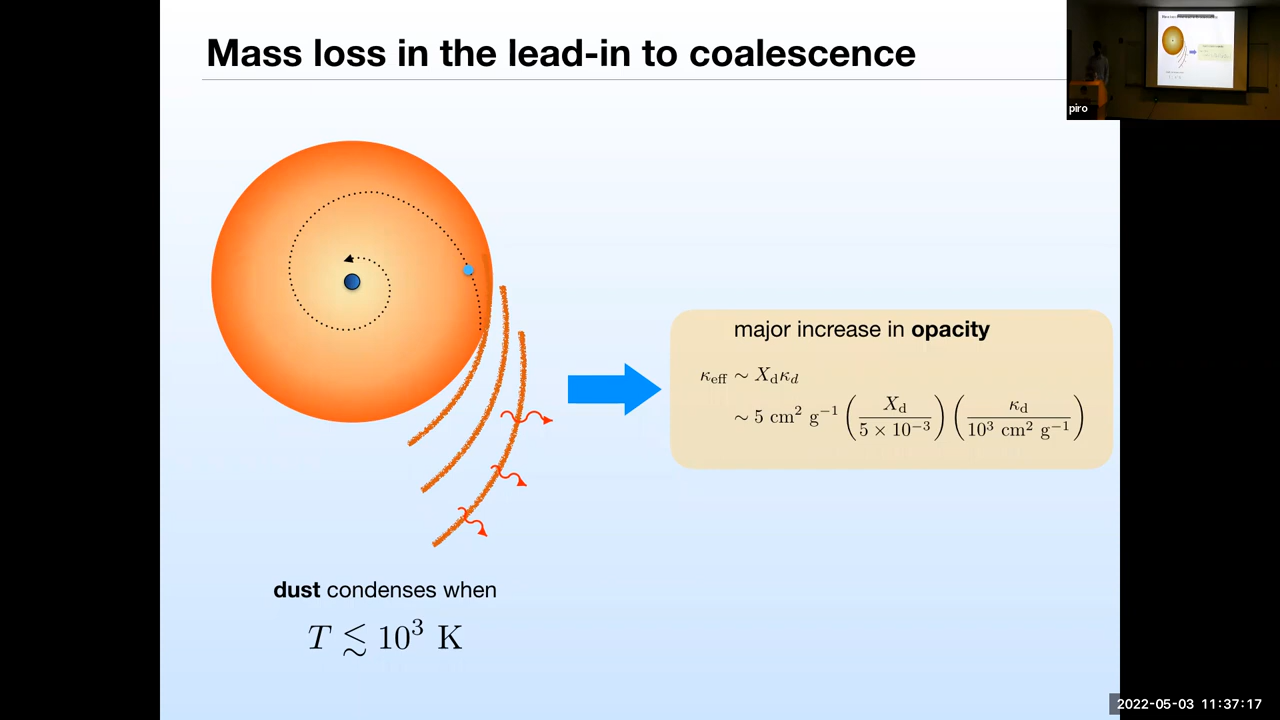 Mass loss in the lead-in to coalescence
piro
major increase in opacity
κ_eff ∼ X_d κ_d
∼ 5 cm² g⁻¹ (X_d / 5 × 10⁻³) (κ_d / 10³ cm² g⁻¹)
dust condenses when
T ≲ 10³ K
2022-05-03 11:37:17